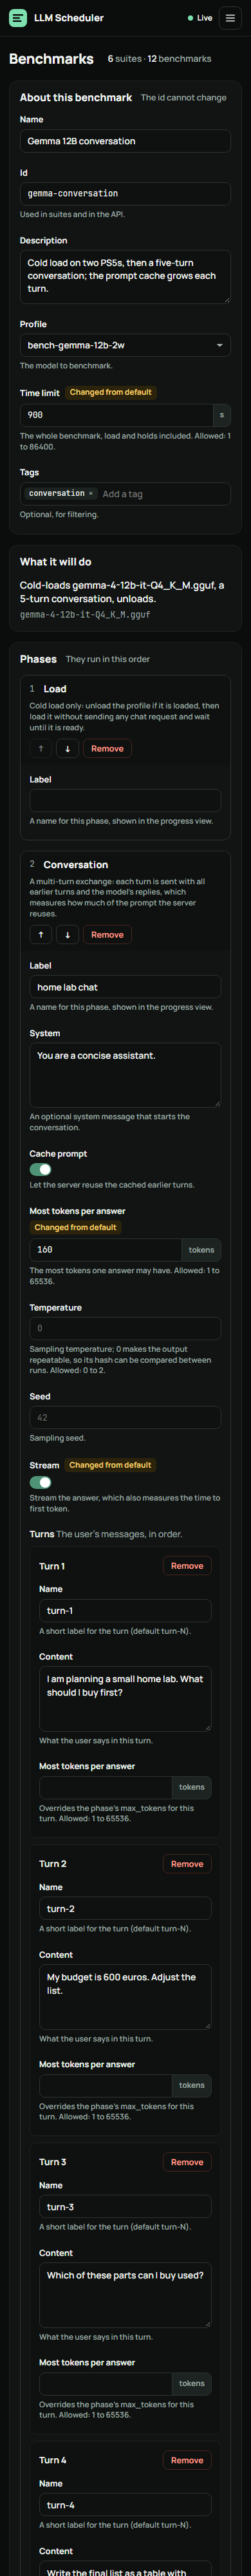 LLM Scheduler
Live
Benchmarks
6 suites · 12 benchmarks
About this benchmark
The id cannot change
Name
Gemma 12B conversation
Id
gemma-conversation
Used in suites and in the API.
Description
Cold load on two PS5s, then a five-turn
conversation; the prompt cache grows each
turn.
Profile
bench-gemma-12b-2w
The model to benchmark.
Time limit
Changed from default
900
s
The whole benchmark, load and holds included. Allowed: 1
to 86400.
Tags
conversation ×
Add a tag
Optional, for filtering.
What it will do
Cold-loads gemma-4-12b-it-Q4_K_M.gguf, a
5-turn conversation, unloads.
gemma-4-12b-it-Q4_K_M.gguf
Phases
They run in this order
1 Load
Cold load only: unload the profile if it is loaded, then
load it without sending any chat request and wait
until it is ready.
↑ ↓ Remove
Label
A name for this phase, shown in the progress view.
2 Conversation
A multi-turn exchange: each turn is sent with all
earlier turns and the model's replies, which
measures how much of the prompt the server
reuses.
↑ ↓ Remove
Label
home lab chat
A name for this phase, shown in the progress view.
System
You are a concise assistant.
An optional system message that starts the
conversation.
Cache prompt
Let the server reuse the cached earlier turns.
Most tokens per answer
Changed from default
160
tokens
The most tokens one answer may have. Allowed: 1 to
65536.
Temperature
0
Sampling temperature; 0 makes the output
repeatable, so its hash can be compared between
runs. Allowed: 0 to 2.
Seed
42
Sampling seed.
Stream
Changed from default
Stream the answer, which also measures the time to
first token.
Turns The user's messages, in order.
Turn 1
Remove
Name
turn-1
A short label for the turn (default turn-N).
Content
I am planning a small home lab. What
should I buy first?
What the user says in this turn.
Most tokens per answer
tokens
Overrides the phase's max_tokens for this
turn. Allowed: 1 to 65536.
Turn 2
Remove
Name
turn-2
A short label for the turn (default turn-N).
Content
My budget is 600 euros. Adjust the
list.
What the user says in this turn.
Most tokens per answer
tokens
Overrides the phase's max_tokens for this
turn. Allowed: 1 to 65536.
Turn 3
Remove
Name
turn-3
A short label for the turn (default turn-N).
Content
Which of these parts can I buy used?
What the user says in this turn.
Most tokens per answer
tokens
Overrides the phase's max_tokens for this
turn. Allowed: 1 to 65536.
Turn 4
Remove
Name
turn-4
A short label for the turn (default turn-N).
Content
Write the final list as a table with